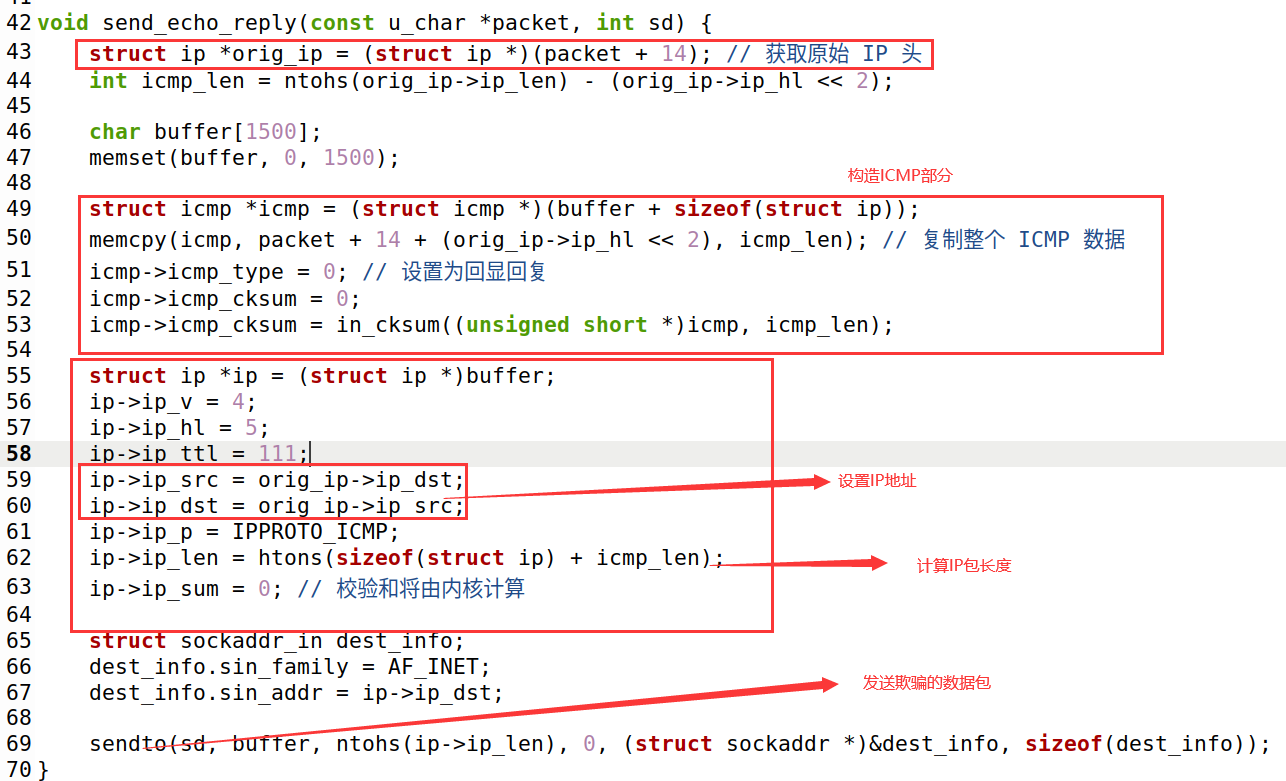 41
42 void send_echo_reply(const u_char *packet, int sd) {
43     struct ip *orig_ip = (struct ip *)(packet + 14); // 获取原始 IP 头
44     int icmp_len = ntohs(orig_ip->ip_len) - (orig_ip->ip_hl << 2);
45
46     char buffer[1500];
47     memset(buffer, 0, 1500);
48
构造ICMP部分
49     struct icmp *icmp = (struct icmp *)(buffer + sizeof(struct ip));
50     memcpy(icmp, packet + 14 + (orig_ip->ip_hl << 2), icmp_len); // 复制整个 ICMP 数据
51     icmp->icmp_type = 0; // 设置为回显回复
52     icmp->icmp_cksum = 0;
53     icmp->icmp_cksum = in_cksum((unsigned short *)icmp, icmp_len);
54
55     struct ip *ip = (struct ip *)buffer;
56     ip->ip_v = 4;
57     ip->ip_hl = 5;
58     ip->ip_ttl = 111;
59     ip->ip_src = orig_ip->ip_dst;
设置IP地址
60     ip->ip_dst = orig_ip->ip_src;
61     ip->ip_p = IPPROTO_ICMP;
62     ip->ip_len = htons(sizeof(struct ip) + icmp_len);
计算IP包长度
63     ip->ip_sum = 0; // 校验和将由内核计算
64
65     struct sockaddr_in dest_info;
66     dest_info.sin_family = AF_INET;
67     dest_info.sin_addr = ip->ip_dst;
发送欺骗的数据包
68
69     sendto(sd, buffer, ntohs(ip->ip_len), 0, (struct sockaddr *)&dest_info, sizeof(dest_info));
70 }